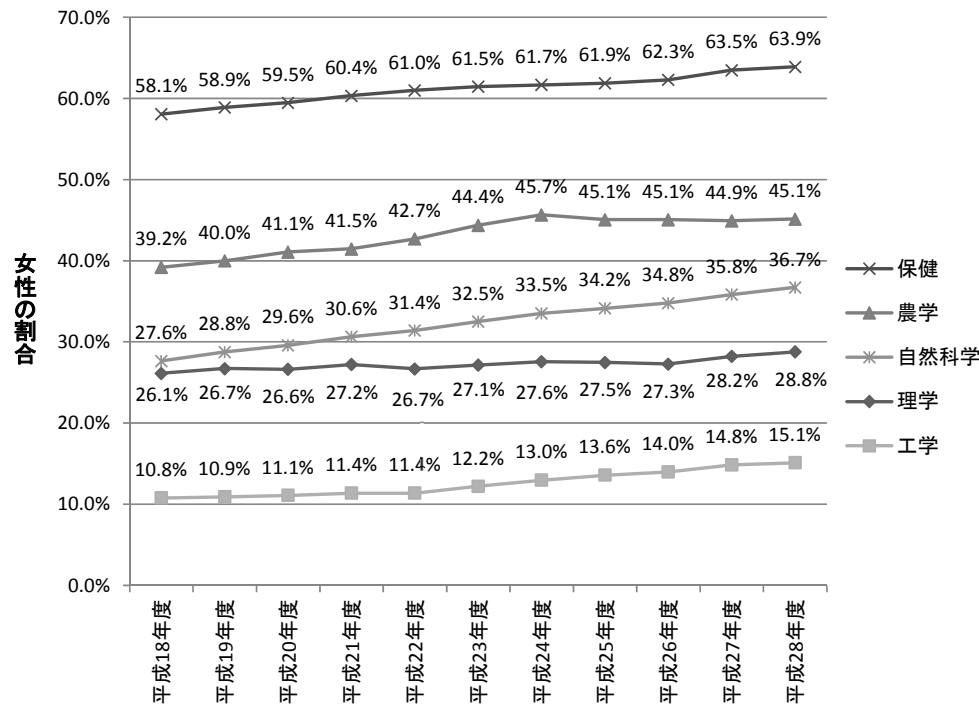 70.0%
60.0%
50.0%
40.0%
30.0%
20.0%
10.0%
0.0%
女性の割合
58.1% 58.9% 59.5% 60.4% 61.0% 61.5% 61.7% 61.9% 62.3% 63.5% 63.9%
39.2% 40.0% 41.1% 41.5% 42.7% 44.4% 45.7% 45.1% 45.1% 44.9% 45.1%
27.6% 28.8% 29.6% 30.6% 31.4% 32.5% 33.5% 34.2% 34.8% 35.8% 36.7%
26.1% 26.7% 26.6% 27.2% 26.7% 27.1% 27.6% 27.5% 27.3% 28.2% 28.8%
10.8% 10.9% 11.1% 11.4% 11.4% 12.2% 13.0% 13.6% 14.0% 14.8% 15.1%
平成18年度
平成19年度
平成20年度
平成21年度
平成22年度
平成23年度
平成24年度
平成25年度
平成26年度
平成27年度
平成28年度
保健
農学
自然科学
理学
工学